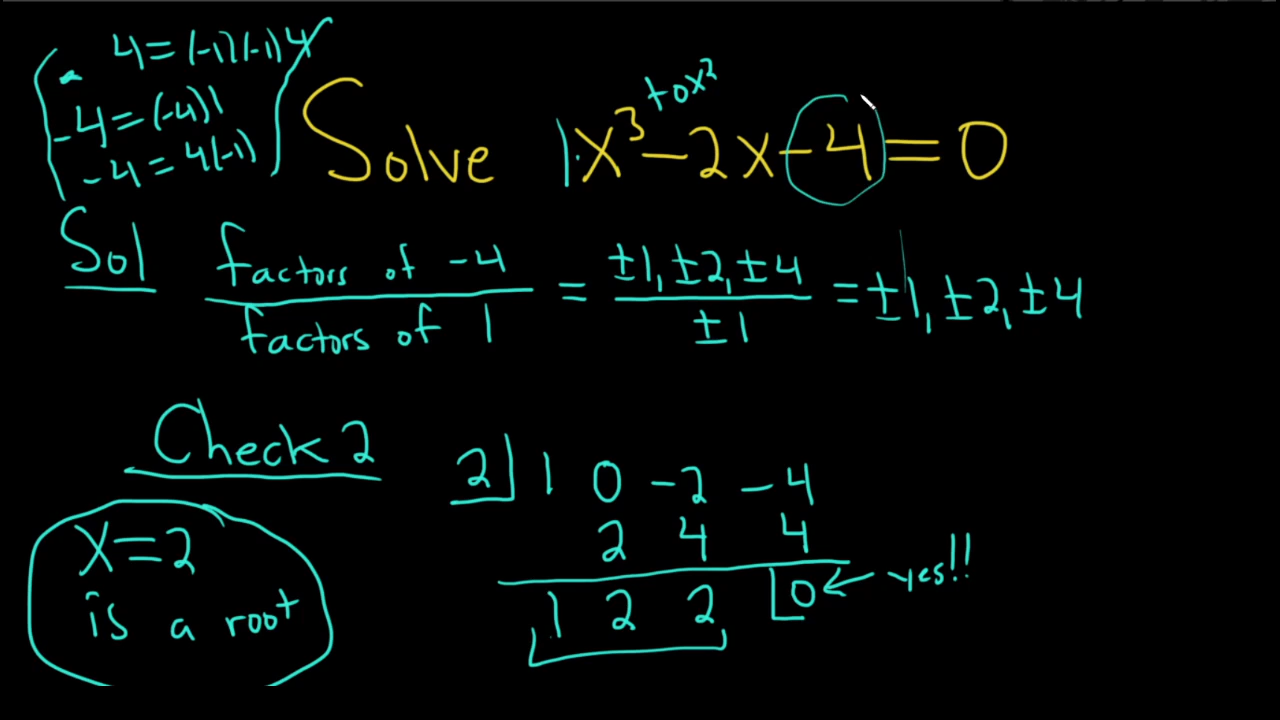 4=(-1)(-1)4
-4=(-4)1
-4=4(-1)
+0x²
Solve 1·x³-2x-4=0
Sol factors of -4 / factors of 1 = ±1, ±2, ±4 / ±1 = ±1, ±2, ±4
Check 2
2| 1 0 -2 -4
2 4 4
1 2 2 |0 ← yes!!
x=2
is a root